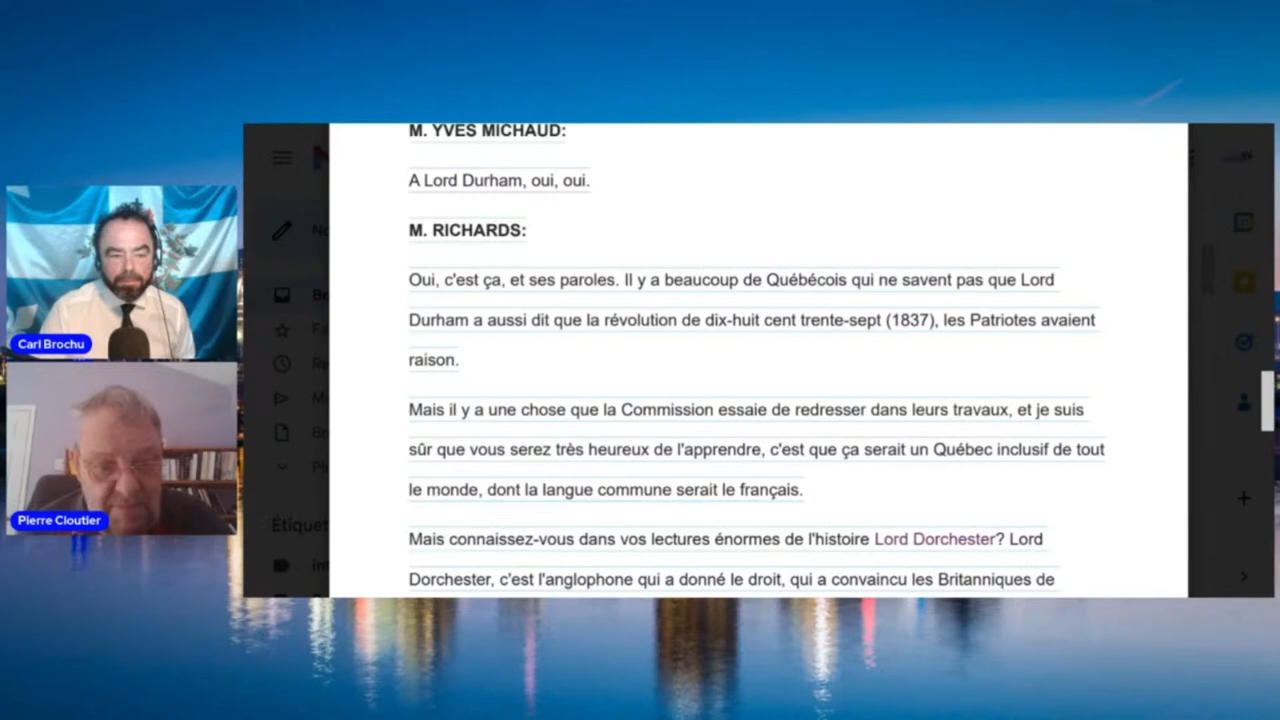 M. YVES MICHAUD:
A Lord Durham, oui, oui.
M. RICHARDS:
Oui, c'est ça, et ses paroles. Il y a beaucoup de Québécois qui ne savent pas que Lord
Durham a aussi dit que la révolution de dix-huit cent trente-sept (1837), les Patriotes avaient
raison.
Mais il y a une chose que la Commission essaie de redresser dans leurs travaux, et je suis
sûr que vous serez très heureux de l'apprendre, c'est que ça serait un Québec inclusif de tout
le monde, dont la langue commune serait le français.
Mais connaissez-vous dans vos lectures énormes de l'histoire Lord Dorchester? Lord
Dorchester, c'est l'anglophone qui a donné le droit, qui a convaincu les Britanniques de
Carl Brochu
Pierre Cloutier
Étiquet